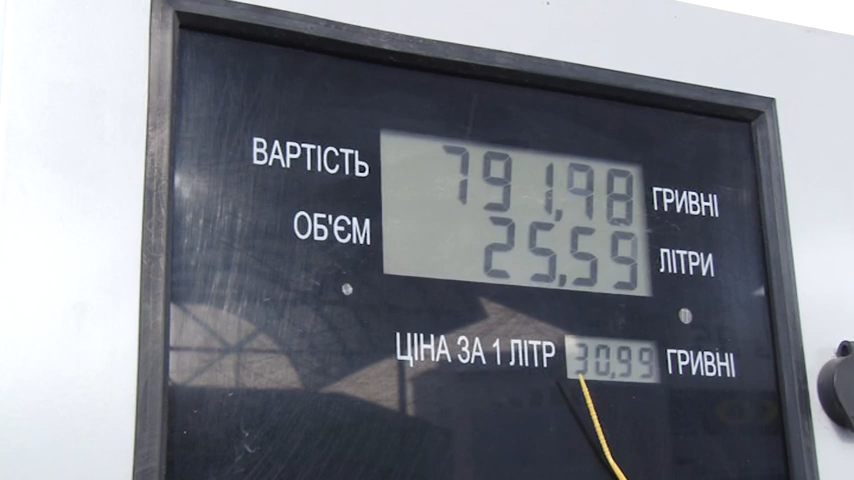 ВАРТІСТЬ 791,98 ГРИВНІ
ОБ'ЄМ 25,59 ЛІТРИ
ЦІНА ЗА 1 ЛІТР 30,99 ГРИВНІ